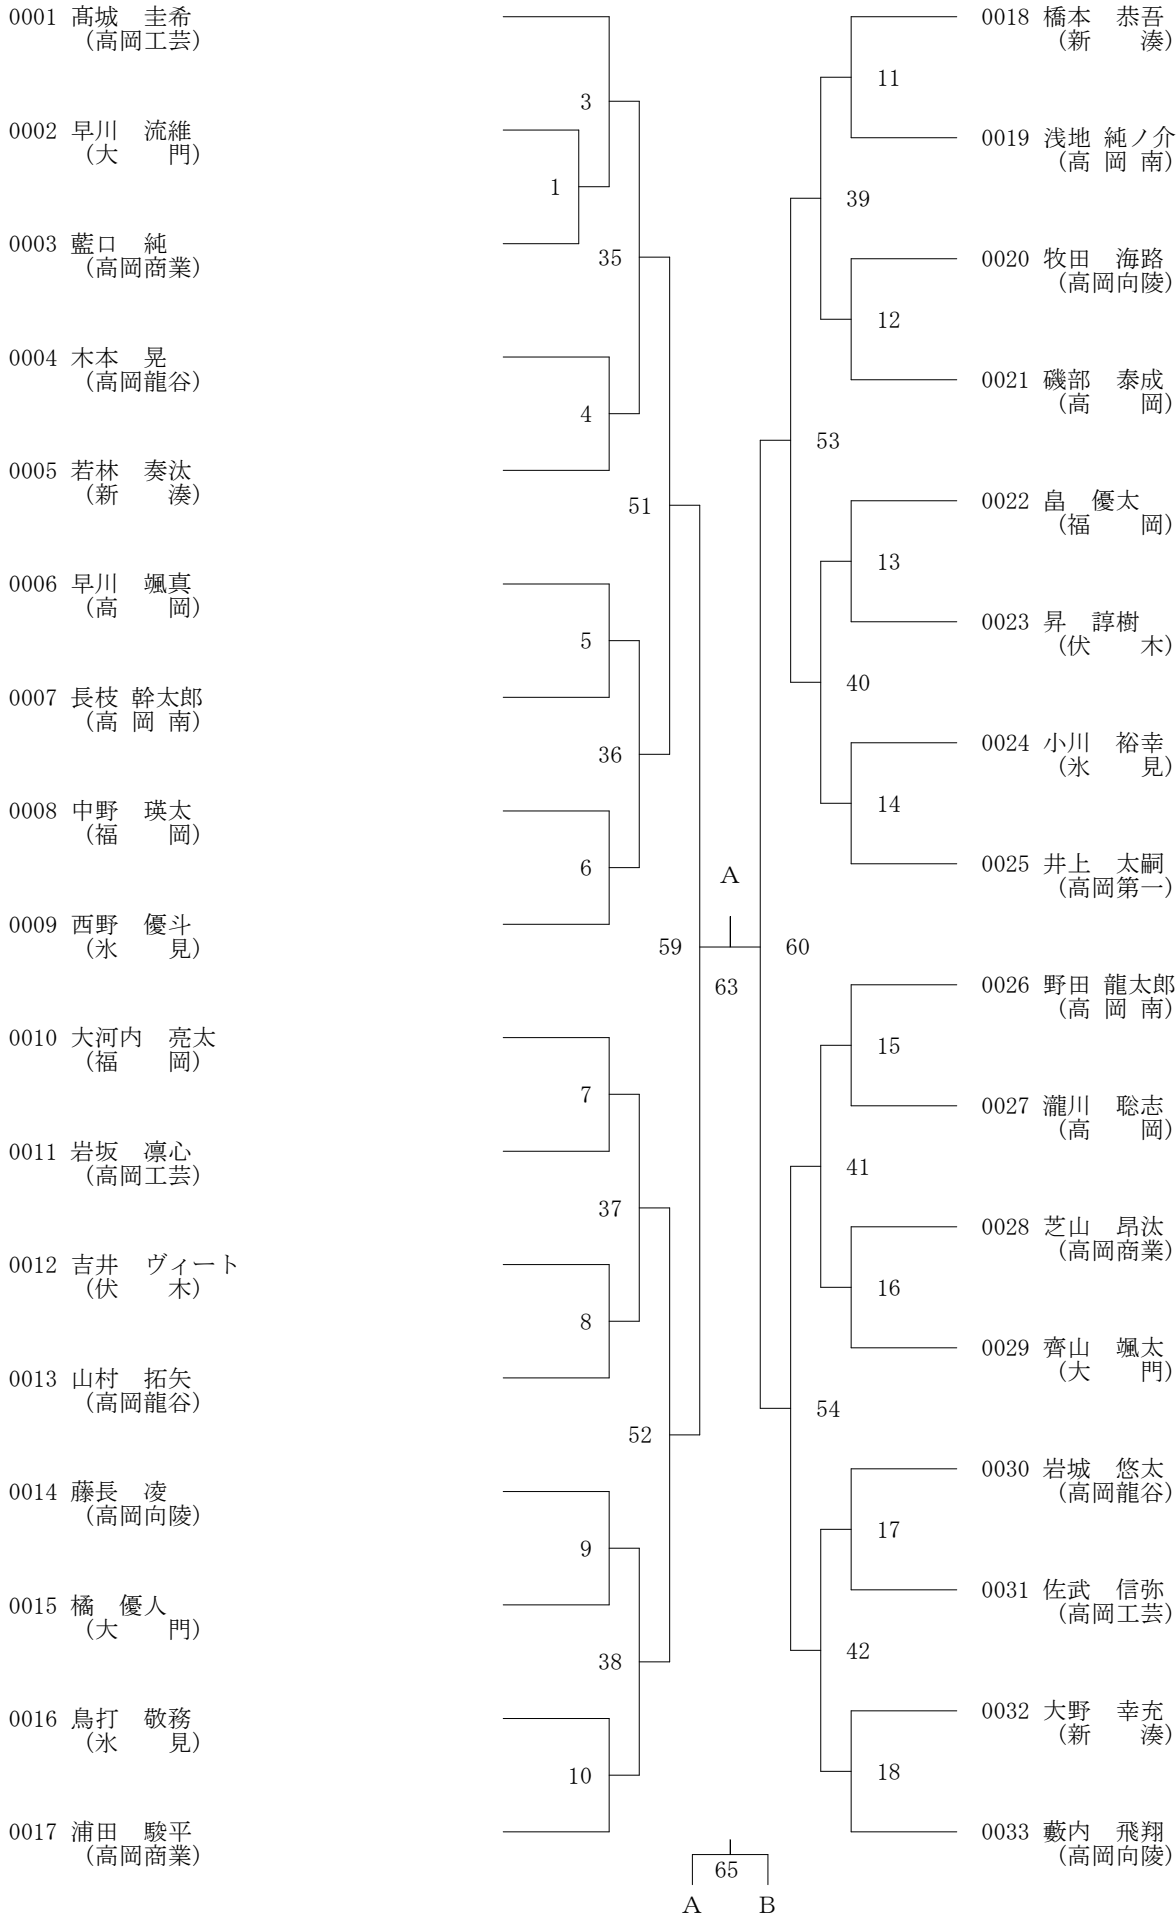 0001 髙城　圭希
(高岡工芸)
0002 早川　流維
(大　　門)
0003 藍口　純
(高岡商業)
0004 木本　晃
(高岡龍谷)
0005 若林　奏汰
(新　　湊)
0006 早川　颯真
(高　　岡)
0007 長枝 幹太郎
(高 岡 南)
0008 中野　瑛太
(福　　岡)
0009 西野　優斗
(氷　　見)
0010 大河内　亮太
(福　　岡)
0011 岩坂　凛心
(高岡工芸)
0012 吉井　ヴィート
(伏　　木)
0013 山村　拓矢
(高岡龍谷)
0014 藤長　凌
(高岡向陵)
0015 橘　優人
(大　　門)
0016 鳥打　敬務
(氷　　見)
0017 浦田　駿平
(高岡商業)
3
1
35
4
51
5
36
6
59
7
37
8
52
9
38
10
A
63
65
A B
60
11
39
12
53
13
40
14
15
41
16
54
17
42
18
0018 橋本　恭吾
(新　　湊)
0019 浅地 純ノ介
(高 岡 南)
0020 牧田　海路
(高岡向陵)
0021 磯部　泰成
(高　　岡)
0022 畠　優太
(福　　岡)
0023 昇　諄樹
(伏　　木)
0024 小川　裕幸
(氷　　見)
0025 井上　太嗣
(高岡第一)
0026 野田 龍太郎
(高 岡 南)
0027 瀧川　聡志
(高　　岡)
0028 芝山　昂汰
(高岡商業)
0029 齊山　颯太
(大　　門)
0030 岩城　悠太
(高岡龍谷)
0031 佐武　信弥
(高岡工芸)
0032 大野　幸充
(新　　湊)
0033 藪内　飛翔
(高岡向陵)